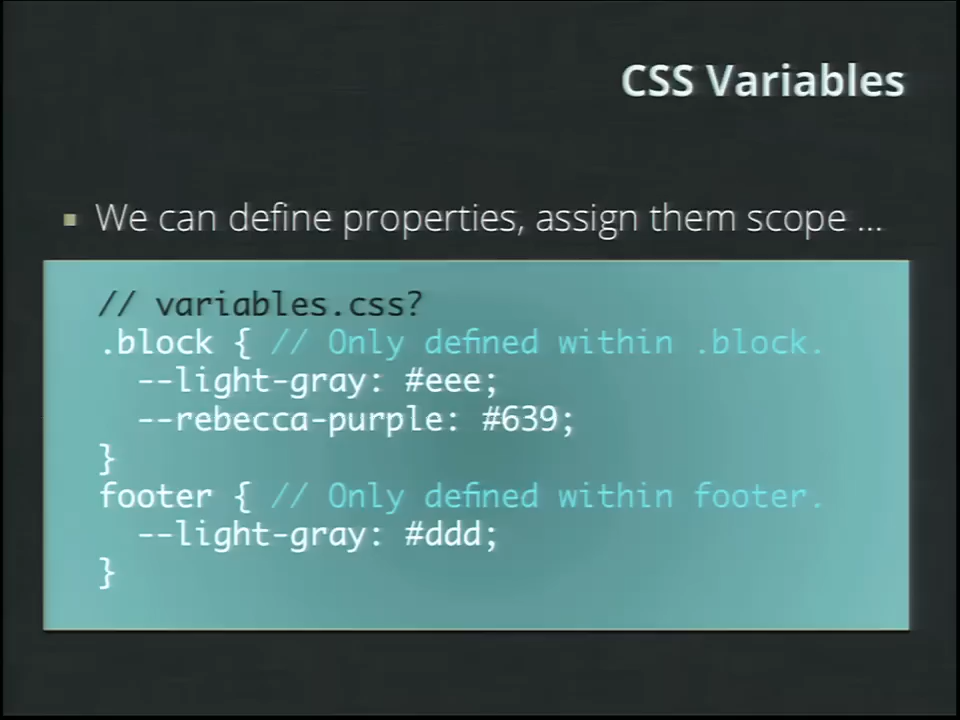 CSS Variables
We can define properties, assign them scope ...
// variables.css?
.block { // Only defined within .block.
--light-gray: #eee;
--rebecca-purple: #639;
}
footer { // Only defined within footer.
--light-gray: #ddd;
}